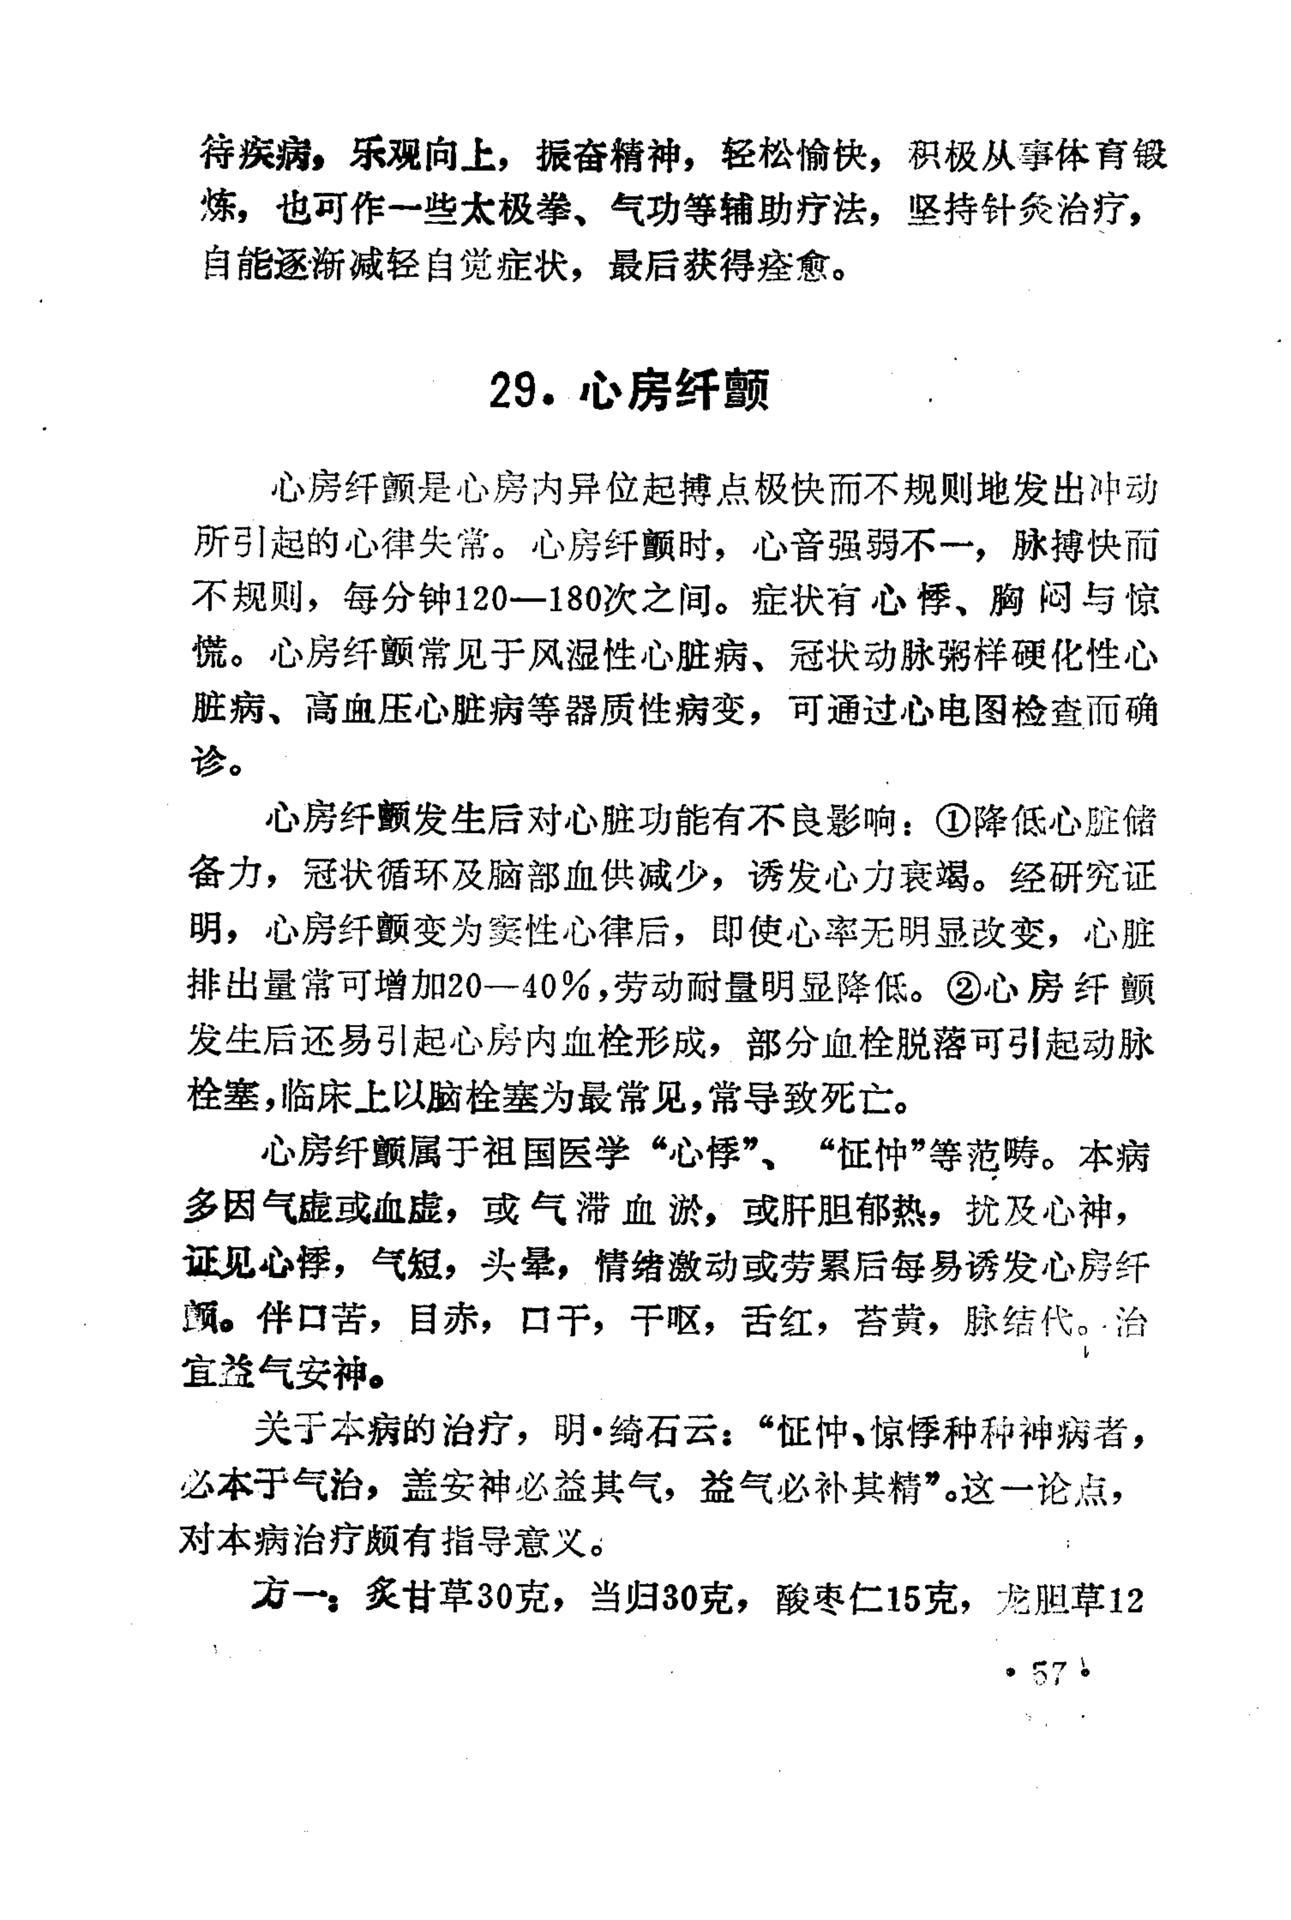 待疾病，乐观向上，振奋精神，轻松愉快，积极从事体育锻
炼，也可作一些太极拳、气功等辅助疗法，坚持针灸治疗，
自能逐渐减轻自觉症状，最后获得痊愈。
29．心房纤颤
心房纤颤是心房内异位起搏点极快而不规则地发出冲动
所引起的心律失常。心房纤颤时，心音强弱不一，脉搏快而
不规则，每分钟120—180次之间。症状有心悸、胸闷与惊
慌。心房纤颤常见于风湿性心脏病、冠状动脉粥样硬化性心
脏病、高血压心脏病等器质性病变，可通过心电图检查而确
诊。
心房纤颤发生后对心脏功能有不良影响：①降低心脏储
备力，冠状循环及脑部血供减少，诱发心力衰竭。经研究证
明，心房纤颤变为窦性心律后，即使心率无明显改变，心脏
排出量常可增加20—40%，劳动耐量明显降低。②心房纤颤
发生后还易引起心房内血栓形成，部分血栓脱落可引起动脉
栓塞，临床上以脑栓塞为最常见，常导致死亡。
心房纤颤属于祖国医学“心悸”、“怔忡”等范畴。本病
多因气虚或血虚，或气滞血淤，或肝胆郁热，扰及心神，
证见心悸，气短，头晕，情绪激动或劳累后每易诱发心房纤
颤。伴口苦，目赤，口干，干呕，舌红，苔黄，脉结代。治
宜益气安神。
关于本病的治疗，明·绮石云：“怔忡、惊悸种种神病者，
必本于气治，盖安神必益其气，益气必补其精”。这一论点，
对本病治疗颇有指导意义。
方一：炙甘草30克，当归30克，酸枣仁15克，龙胆草12
·57·